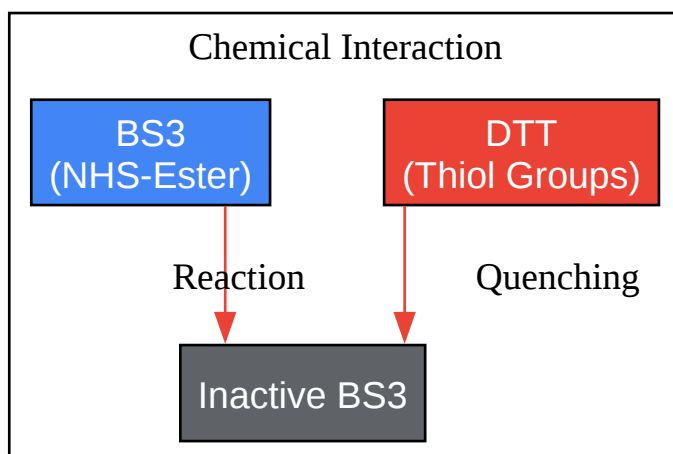 Chemical Interaction
BS3
(NHS-Ester)
DTT
(Thiol Groups)
Reaction
Quenching
Inactive BS3